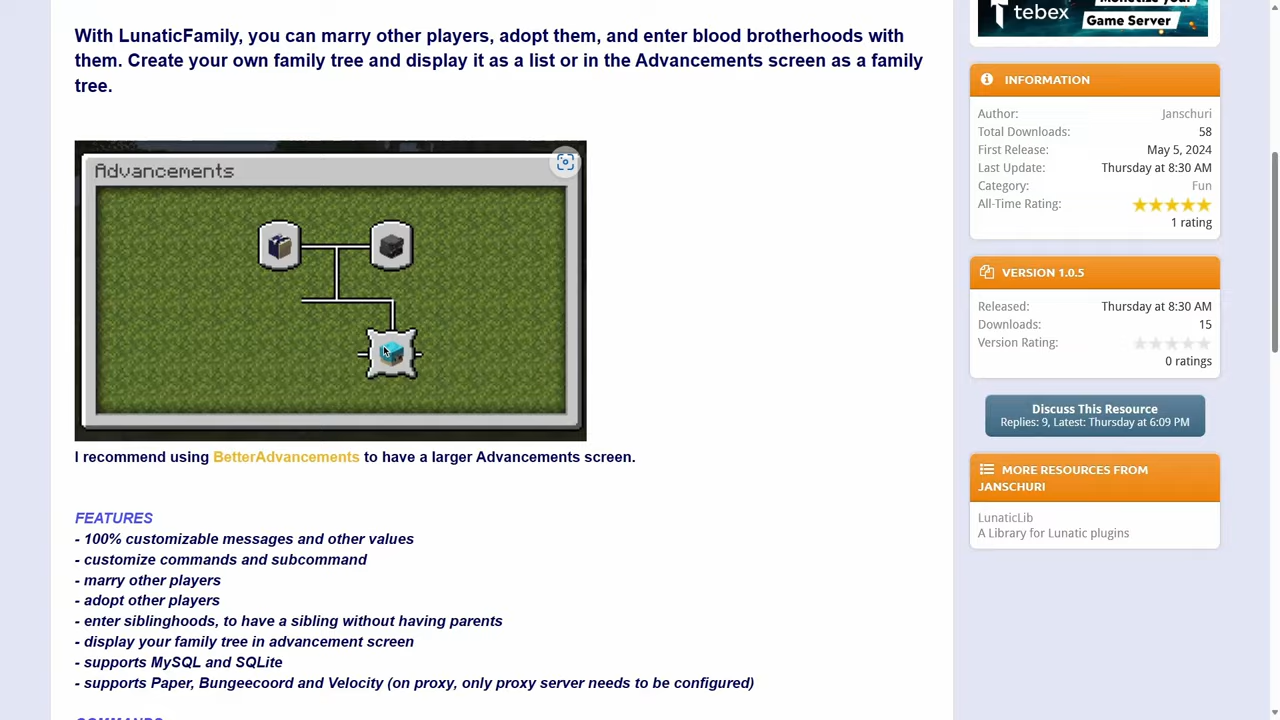 With LunaticFamily, you can marry other players, adopt them, and enter blood brotherhoods with
them. Create your own family tree and display it as a list or in the Advancements screen as a family
tree.
Advancements
I recommend using BetterAdvancements to have a larger Advancements screen.
FEATURES
- 100% customizable messages and other values
- customize commands and subcommand
- marry other players
- adopt other players
- enter siblinghoods, to have a sibling without having parents
- display your family tree in advancement screen
- supports MySQL and SQLite
- supports Paper, Bungeecoord and Velocity (on proxy, only proxy server needs to be configured)
COMMANDS
tebex
Monetize your
Game Server
INFORMATION
Author: Janschuri
Total Downloads: 58
First Release: May 5, 2024
Last Update: Thursday at 8:30 AM
Category: Fun
All-Time Rating:
1 rating
VERSION 1.0.5
Released: Thursday at 8:30 AM
Downloads: 15
Version Rating:
0 ratings
Discuss This Resource
Replies: 9, Latest: Thursday at 6:09 PM
MORE RESOURCES FROM
JANSCHURI
LunaticLib
A Library for Lunatic plugins